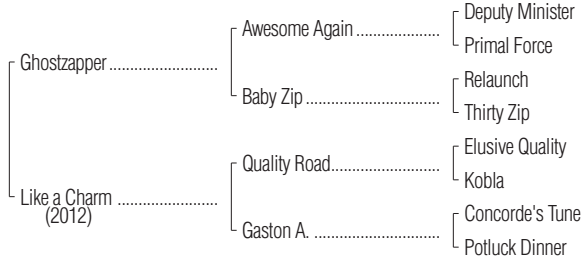 Deputy Minister
Awesome Again
Primal Force
Ghostzapper
Relaunch
Baby Zip
Thirty Zip
Elusive Quality
Quality Road
Kobla
Like a Charm
(2012)
Concorde's Tune
Gaston A.
Potluck Dinner